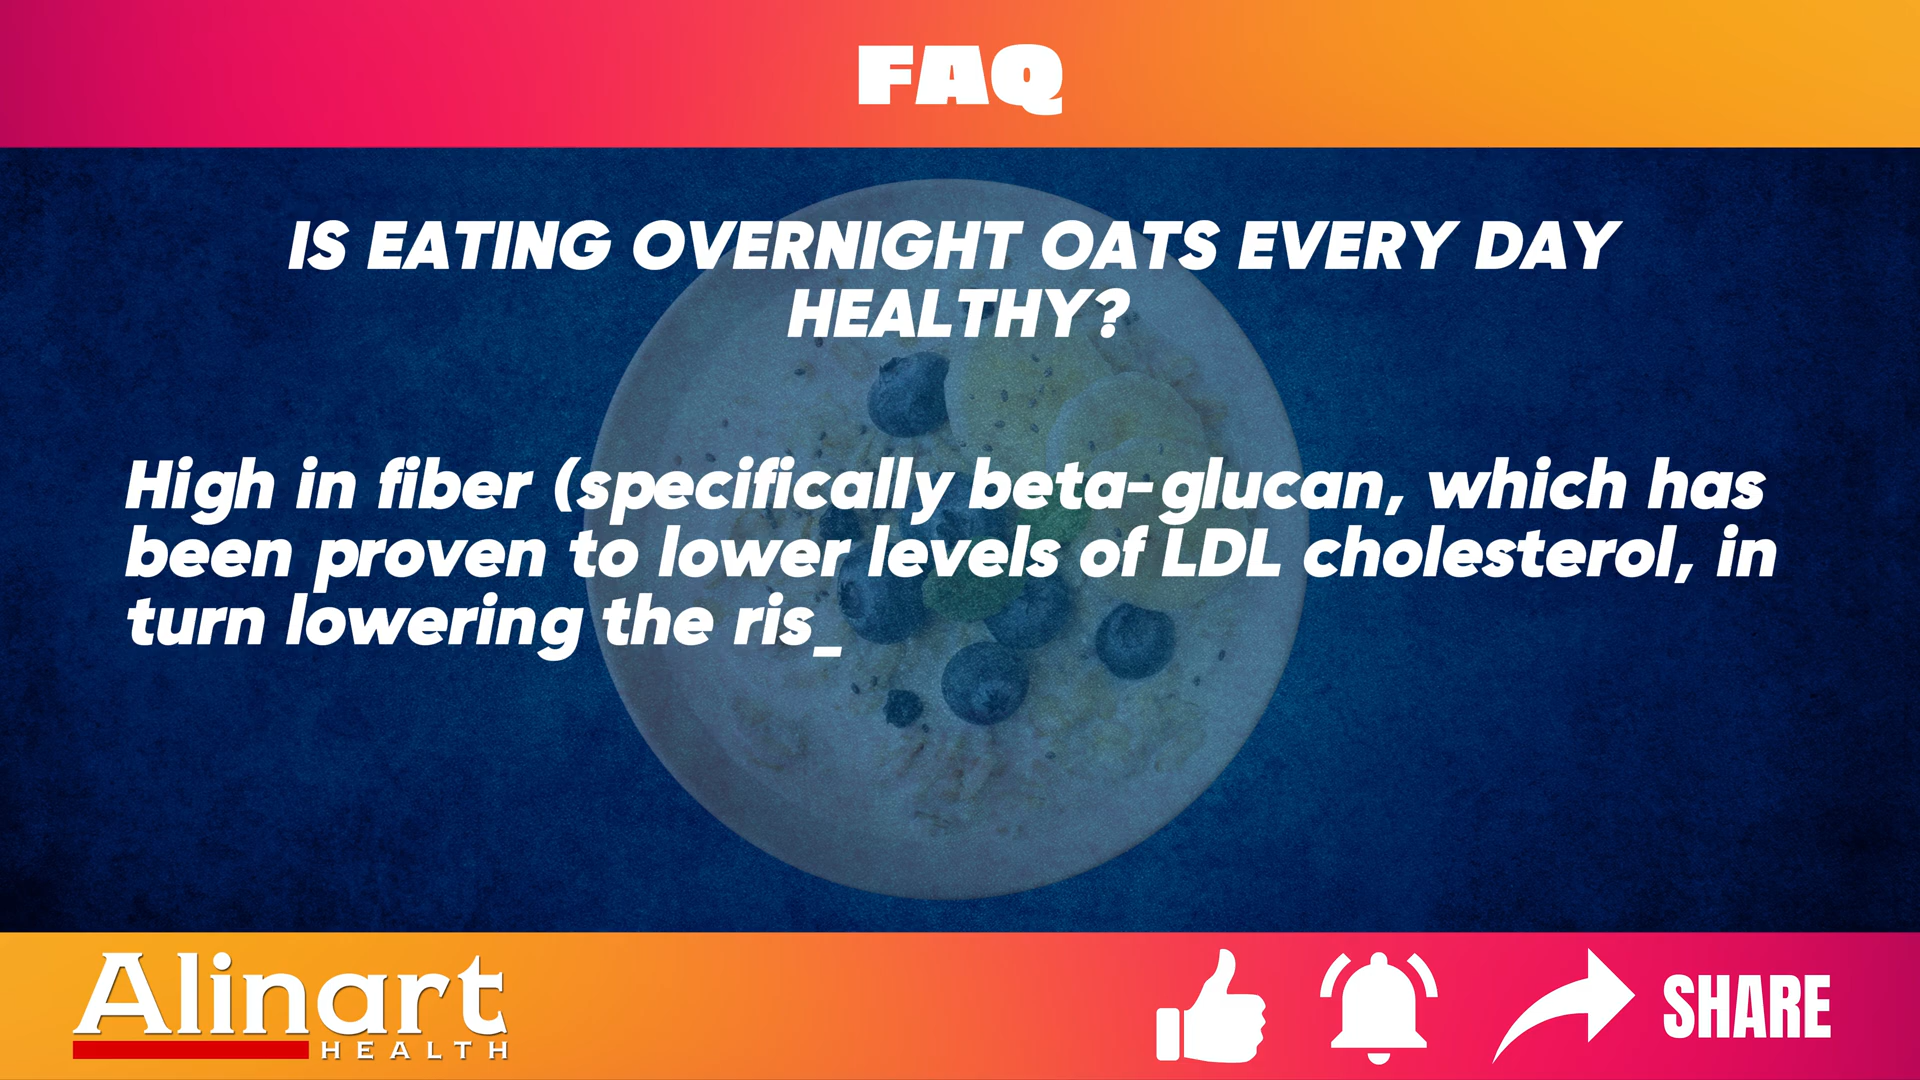 FAQ
IS EATING OVERNIGHT OATS EVERY DAY
HEALTHY?
High in fiber (specifically beta-glucan, which has
been proven to lower levels of LDL cholesterol, in
turn lowering the ris_
Alinart
HEALTH
SHARE